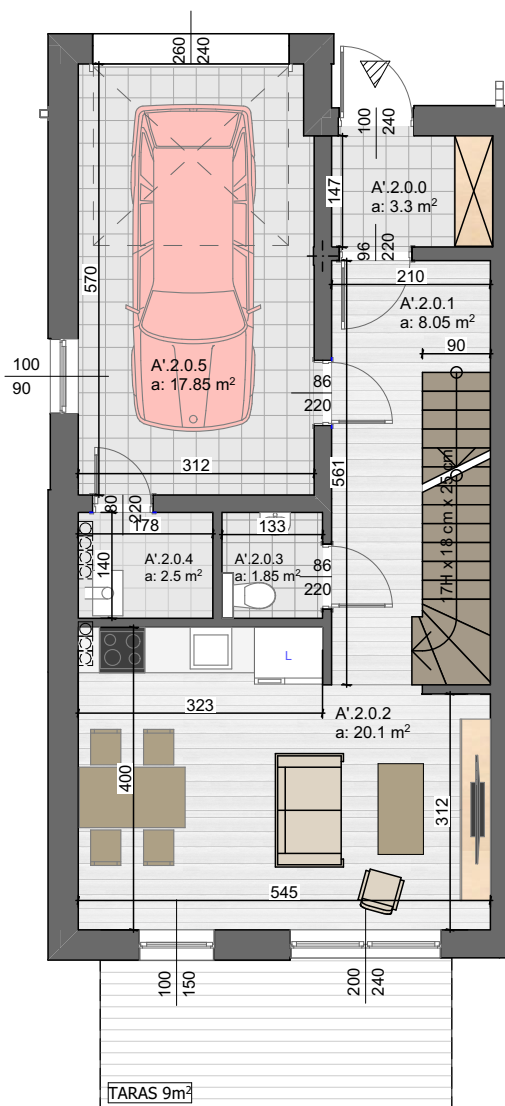 260
240
100
240
147
A'.2.0.0
a: 3.3 m²
96
220
210
570
A'.2.0.1
a: 8.05 m²
90
100
90
A'.2.0.5
a: 17.85 m²
86
220
312
561
17H x 18 cm x 25 cm
80
220
178
133
140
A'.2.0.4
a: 2.5 m²
A'.2.0.3
a: 1.85 m²
86
220
L
323
A'.2.0.2
a: 20.1 m²
400
312
545
100
150
200
240
TARAS 9m²